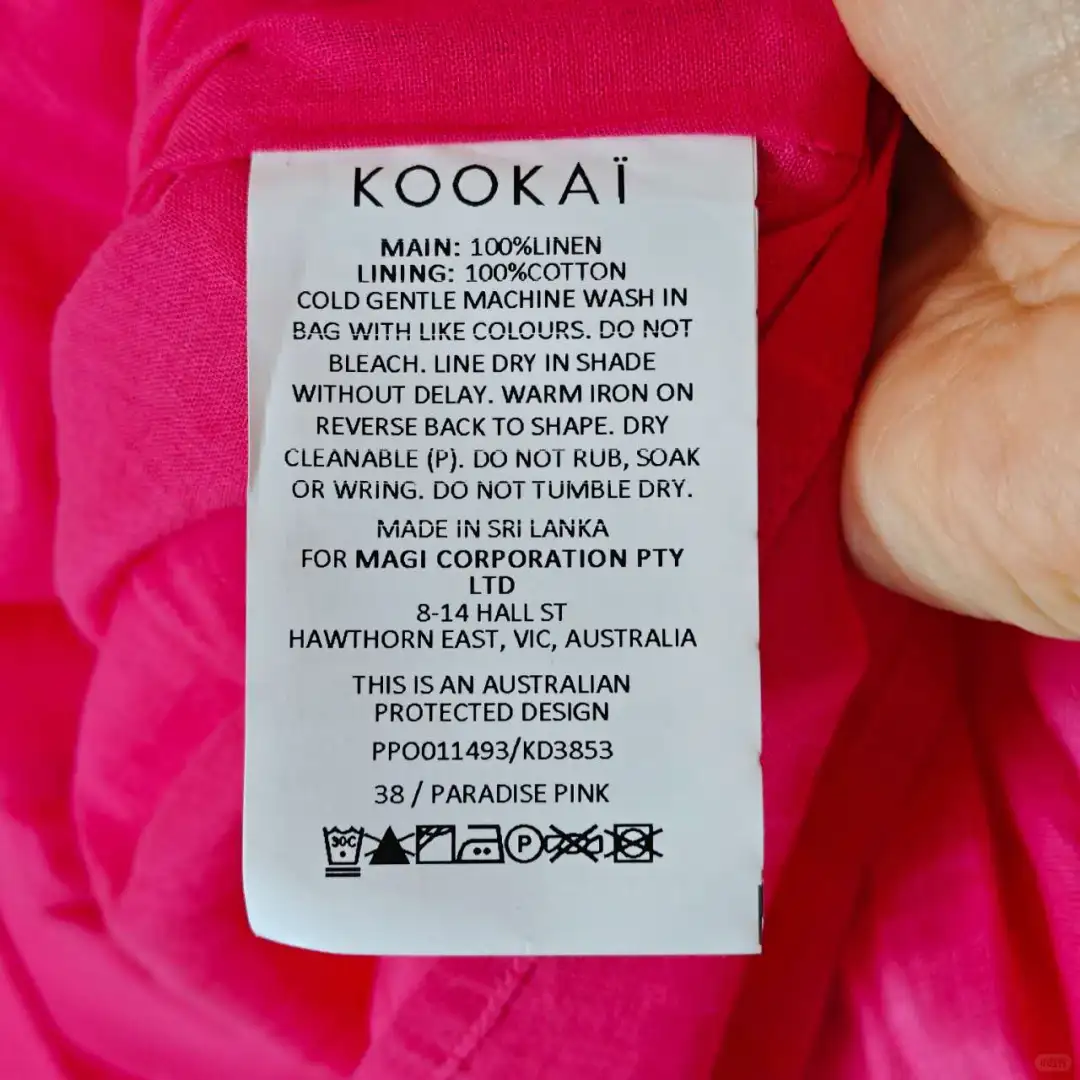 KOOKAÏ
MAIN: 100%LINEN
LINING: 100%COTTON
COLD GENTLE MACHINE WASH IN
BAG WITH LIKE COLOURS. DO NOT
BLEACH. LINE DRY IN SHADE
WITHOUT DELAY. WARM IRON ON
REVERSE BACK TO SHAPE. DRY
CLEANABLE (P). DO NOT RUB, SOAK
OR WRING. DO NOT TUMBLE DRY.
MADE IN SRI LANKA
FOR MAGI CORPORATION PTY
LTD
8-14 HALL ST
HAWTHORN EAST, VIC, AUSTRALIA
THIS IS AN AUSTRALIAN
PROTECTED DESIGN
PPO011493/KD3853
38 / PARADISE PINK
30C P